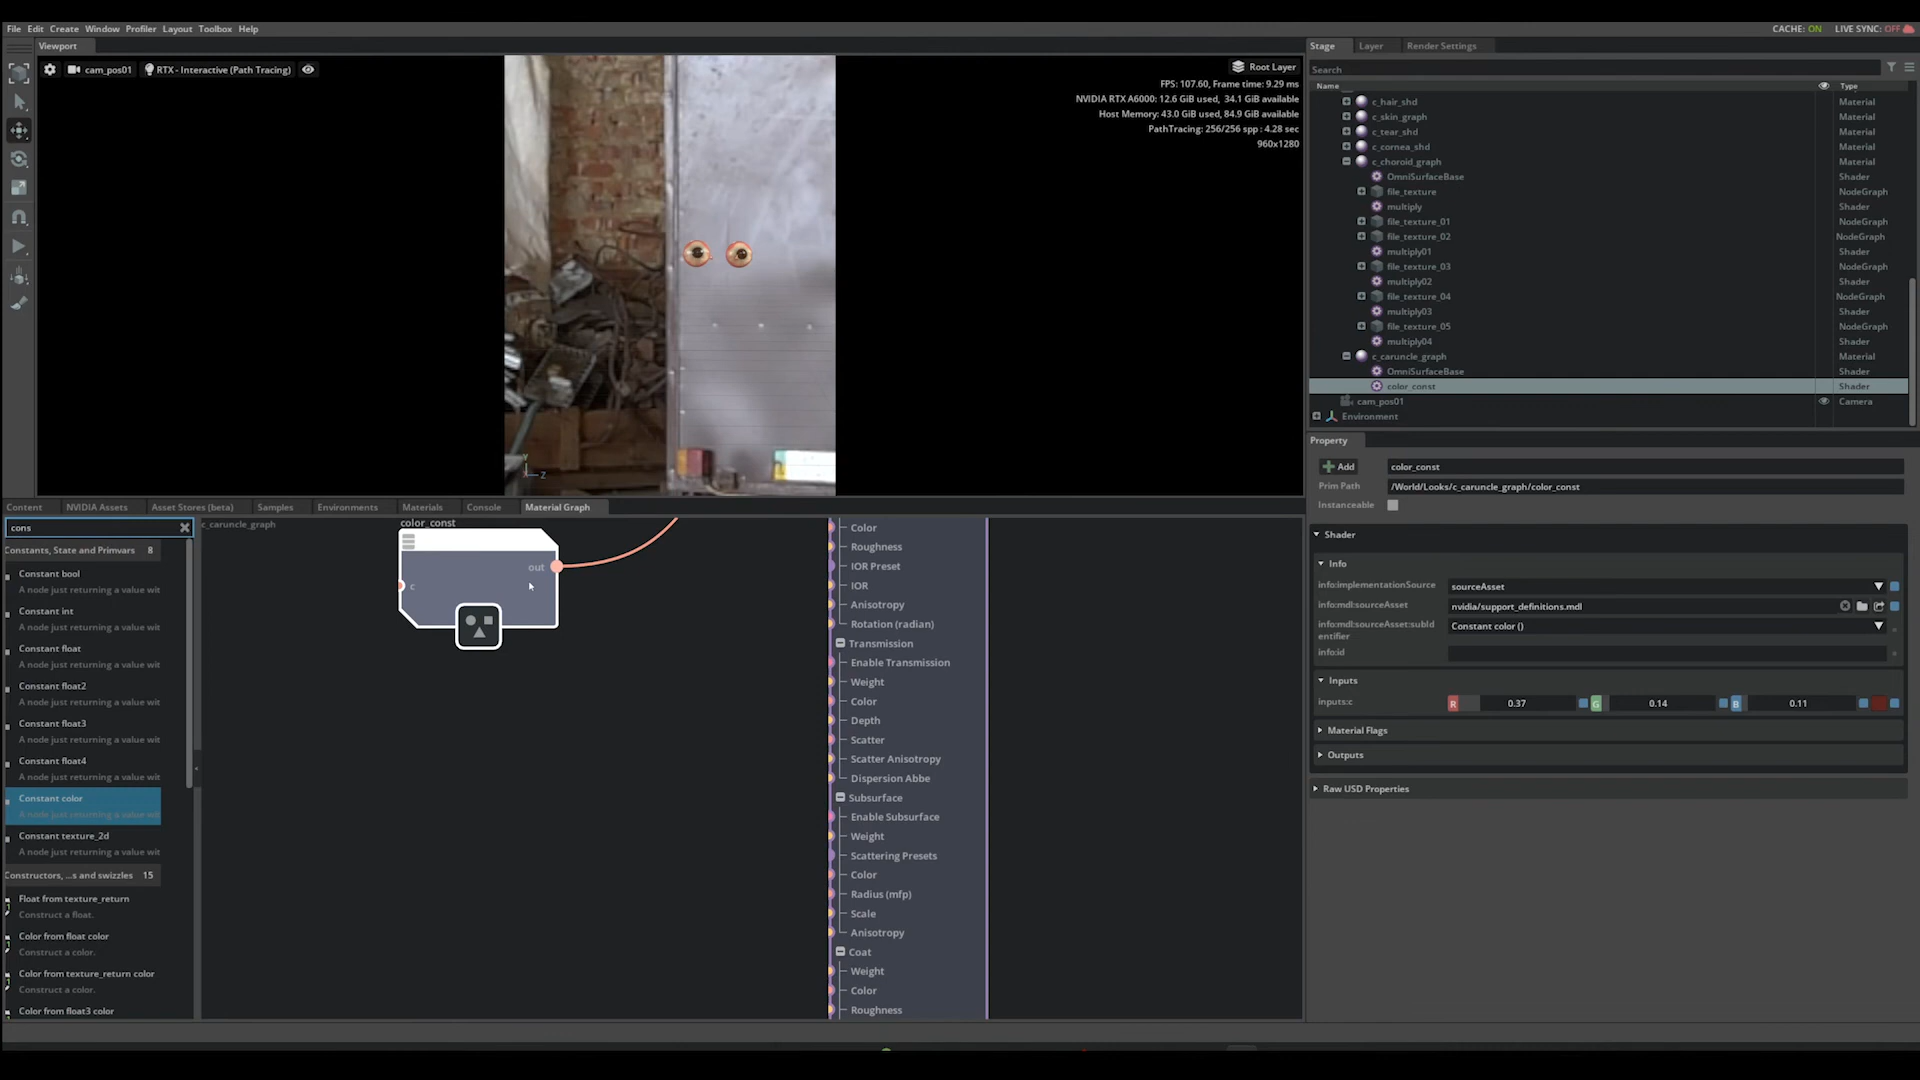 File Edit Create Window Profiler Layout Toolbox Help
CACHE: ON LIVE SYNC: OFF
Viewport
cam_pos01 RTX - Interactive (Path Tracing)
Root Layer
FPS: 107.60, Frame time: 9.29 ms
NVIDIA RTX A6000: 12.6 GiB used, 34.1 GiB available
Host Memory: 43.0 GiB used, 84.9 GiB available
PathTracing: 256/256 spp : 4.28 sec
960x1280
Y
Z
Stage Layer Render Settings
Search
Name Type
c_hair_shd Material
c_skin_graph Material
c_tear_shd Material
c_cornea_shd Material
c_choroid_graph Material
OmniSurfaceBase Shader
file_texture NodeGraph
multiply Shader
file_texture_01 NodeGraph
file_texture_02 NodeGraph
multiply01 Shader
file_texture_03 NodeGraph
multiply02 Shader
file_texture_04 NodeGraph
multiply03 Shader
file_texture_05 NodeGraph
multiply04 Shader
c_caruncle_graph Material
OmniSurfaceBase Shader
color_const Shader
cam_pos01 Camera
Environment
Property
Add color_const
Prim Path /World/Looks/c_caruncle_graph/color_const
Instanceable
Shader
Info
info:implementationSource sourceAsset
info:mdl:sourceAsset nvidia/support_definitions.mdl
info:mdl:sourceAsset:subId
entifier Constant color ()
info:id
Inputs
inputs:c R 0.37 G 0.14 B 0.11
Material Flags
Outputs
Raw USD Properties
Content NVIDIA Assets Asset Stores (beta) Samples Environments Materials Console Material Graph
cons
Constants, State and Primvars 8
Constant bool
A node just returning a value wit
Constant int
A node just returning a value wit
Constant float
A node just returning a value wit
Constant float2
A node just returning a value wit
Constant float3
A node just returning a value wit
Constant float4
A node just returning a value wit
Constant color
A node just returning a value wit
Constant texture_2d
A node just returning a value wit
Constructors, ...s and swizzles 15
Float from texture_return
Construct a float.
Color from float color
Construct a color.
Color from texture_return color
Construct a color.
Color from float3 color
c_caruncle_graph
color_const
out
c
Color
Roughness
IOR Preset
IOR
Anisotropy
Rotation (radian)
Transmission
Enable Transmission
Weight
Color
Depth
Scatter
Scatter Anisotropy
Dispersion Abbe
Subsurface
Enable Subsurface
Weight
Scattering Presets
Color
Radius (mfp)
Scale
Anisotropy
Coat
Weight
Color
Roughness